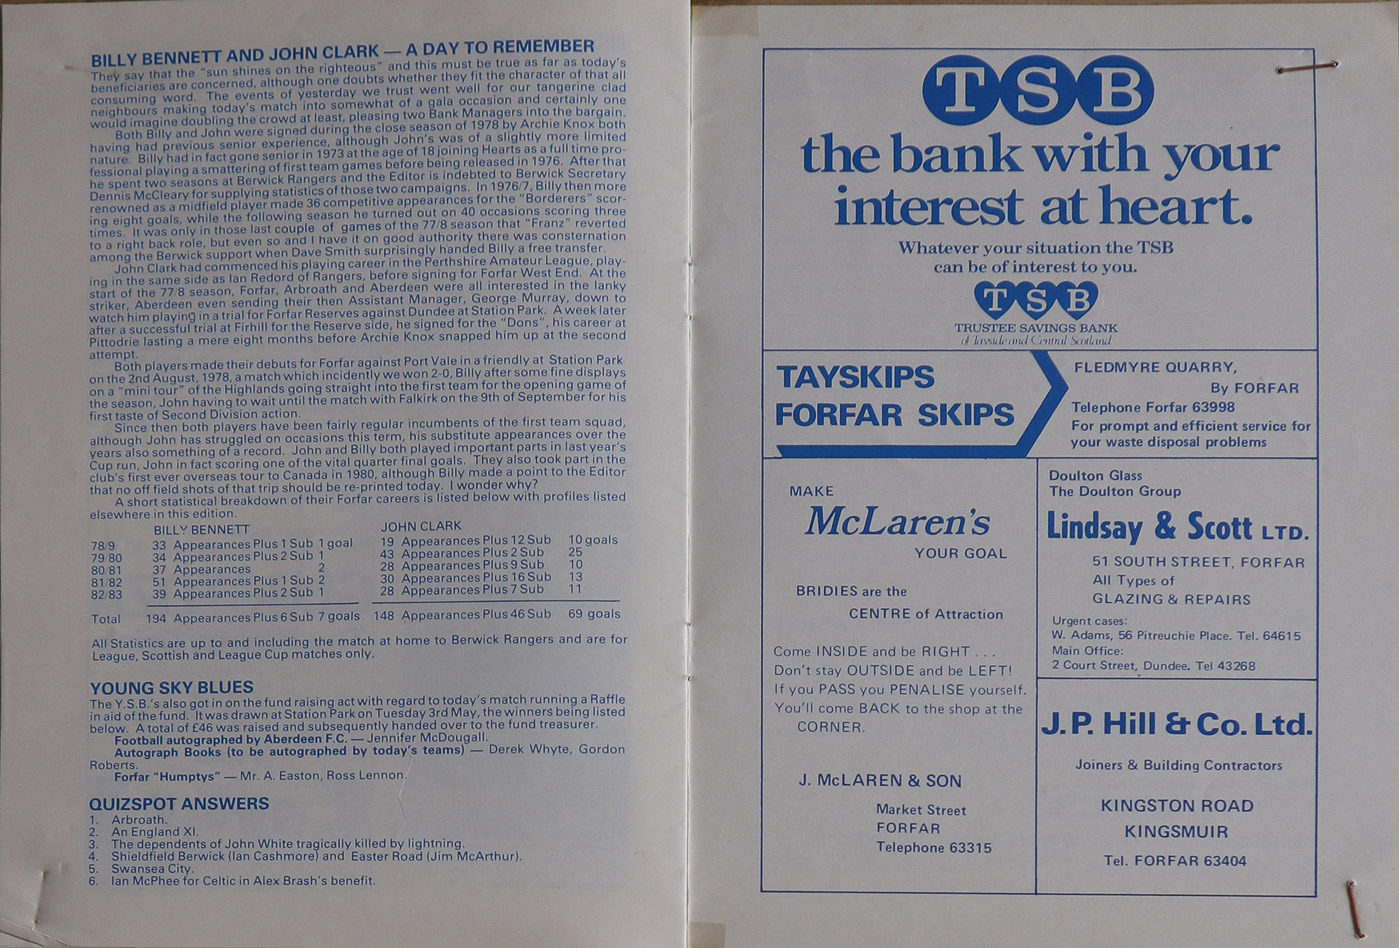 BILLY BENNETT AND JOHN CLARK — A DAY TO REMEMBER
They say that the "sun shines on the righteous" and this must be true as far as today's
beneficiaries are concerned, although one doubts whether they fit the character of that all
consuming word. The events of yesterday we trust went well for our tangerine clad
neighbours making today's match into somewhat of a gala occasion and certainly one
would imagine doubling the crowd at least, pleasing two Bank Managers into the bargain.
Both Billy and John were signed during the close season of 1978 by Archie Knox both
having had previous senior experience, although John's was of a slightly more limited
nature. Billy had in fact gone senior in 1973 at the age of 18 joining Hearts as a full time pro-
fessional playing a smattering of first team games before being released in 1976. After that
he spent two seasons at Berwick Rangers and the Editor is indebted to Berwick Secretary
Dennis McCleary for supplying statistics of those two campaigns. In 1976/7, Billy then more
renowned as a midfield player made 36 competitive appearances for the "Borderers" scor-
ing eight goals, while the following season he turned out on 40 occasions scoring three
times. It was only in those last couple of games of the 77/8 season that "Franz" reverted
to a right back role, but even so and I have it on good authority there was consternation
among the Berwick support when Dave Smith surprisingly handed Billy a free transfer.
John Clark had commenced his playing career in the Perthshire Amateur League, play-
ing in the same side as Ian Redord of Rangers, before signing for Forfar West End. At the
start of the 77/8 season, Forfar, Arbroath and Aberdeen were all interested in the lanky
striker, Aberdeen even sending their then Assistant Manager, George Murray, down to
watch him playing in a trial for Forfar Reserves against Dundee at Station Park. A week later
after a successful trial at Firhill for the Reserve side, he signed for the "Dons", his career at
Pittodrie lasting a mere eight months before Archie Knox snapped him up at the second
attempt.
Both players made their debuts for Forfar against Port Vale in a friendly at Station Park
on the 2nd August, 1978, a match which incidently we won 2-0, Billy after some fine displays
on a "mini tour" of the Highlands going straight into the first team for the opening game of
the season, John having to wait until the match with Falkirk on the 9th of September for his
first taste of Second Division action.
Since then both players have been fairly regular incumbents of the first team squad,
although John has struggled on occasions this term, his substitute appearances over the
years also something of a record. John and Billy both played important parts in last year's
Cup run, John in fact scoring one of the vital quarter final goals. They also took part in the
club's first ever overseas tour to Canada in 1980, although Billy made a point to the Editor
that no off field shots of that trip should be re-printed today. I wonder why?
A short statistical breakdown of their Forfar careers is listed below with profiles listed
elsewhere in this edition.
BILLY BENNETT JOHN CLARK
78/9 33 Appearances Plus 1 Sub 1 goal 19 Appearances Plus 12 Sub 10 goals
79/80 34 Appearances Plus 2 Sub 1 43 Appearances Plus 2 Sub 25
80/81 37 Appearances 2 28 Appearances Plus 9 Sub 10
81/82 51 Appearances Plus 1 Sub 2 30 Appearances Plus 16 Sub 13
82/83 39 Appearances Plus 2 Sub 1 28 Appearances Plus 7 Sub 11
Total 194 Appearances Plus 6 Sub 7 goals 148 Appearances Plus 46 Sub 69 goals
All Statistics are up to and including the match at home to Berwick Rangers and are for
League, Scottish and League Cup matches only.
YOUNG SKY BLUES
The Y.S.B.'s also got in on the fund raising act with regard to today's match running a Raffle
in aid of the fund. It was drawn at Station Park on Tuesday 3rd May, the winners being listed
below. A total of £46 was raised and subsequently handed over to the fund treasurer.
Football autographed by Aberdeen F.C. — Jennifer McDougall.
Autograph Books (to be autographed by today's teams) — Derek Whyte, Gordon
Roberts.
Forfar "Humptys" — Mr. A. Easton, Ross Lennon.
QUIZSPOT ANSWERS
1. Arbroath.
2. An England XI.
3. The dependents of John White tragically killed by lightning.
4. Shieldfield Berwick (Ian Cashmore) and Easter Road (Jim McArthur).
5. Swansea City.
6. Ian McPhee for Celtic in Alex Brash's benefit.
TSB
the bank with your
interest at heart.
Whatever your situation the TSB
can be of interest to you.
TSB
TRUSTEE SAVINGS BANK
of Tayside and Central Scotland
TAYSKIPS
FORFAR SKIPS
FLEDMYRE QUARRY,
By FORFAR
Telephone Forfar 63998
For prompt and efficient service for
your waste disposal problems
MAKE
McLaren's
YOUR GOAL
BRIDIES are the
CENTRE of Attraction
Come INSIDE and be RIGHT . . .
Don't stay OUTSIDE and be LEFT!
If you PASS you PENALISE yourself.
You'll come BACK to the shop at the
CORNER.
J. McLAREN & SON
Market Street
FORFAR
Telephone 63315
Doulton Glass
The Doulton Group
Lindsay & Scott LTD.
51 SOUTH STREET, FORFAR
All Types of
GLAZING & REPAIRS
Urgent cases:
W. Adams, 56 Pitreuchie Place. Tel. 64615
Main Office:
2 Court Street, Dundee. Tel 43268
J.P. Hill & Co. Ltd.
Joiners & Building Contractors
KINGSTON ROAD
KINGSMUIR
Tel. FORFAR 63404